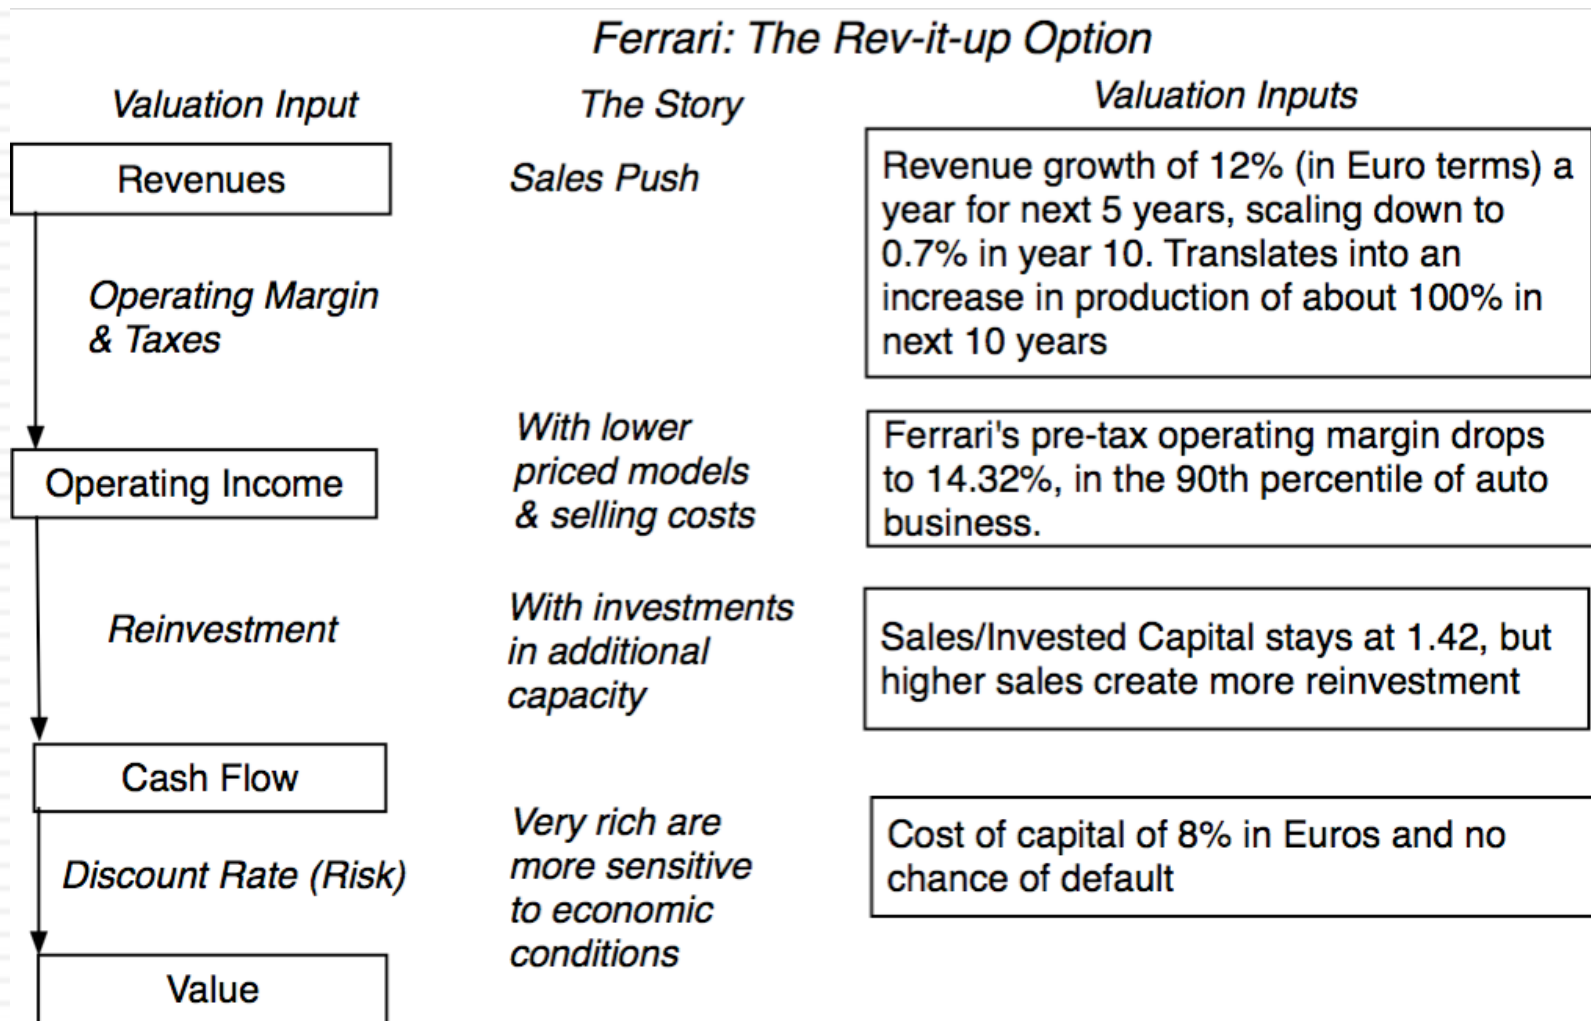 Ferrari: The Rev-it-up Option
Valuation Input
The Story
Valuation Inputs
Revenues
Sales Push
Revenue growth of 12% (in Euro terms) a
year for next 5 years, scaling down to
0.7% in year 10. Translates into an
increase in production of about 100% in
next 10 years
Operating Margin
& Taxes
Operating Income
With lower
priced models
& selling costs
Ferrari's pre-tax operating margin drops
to 14.32%, in the 90th percentile of auto
business.
Reinvestment
With investments
in additional
capacity
Sales/Invested Capital stays at 1.42, but
higher sales create more reinvestment
Cash Flow
Discount Rate (Risk)
Very rich are
more sensitive
to economic
conditions
Cost of capital of 8% in Euros and no
chance of default
Value